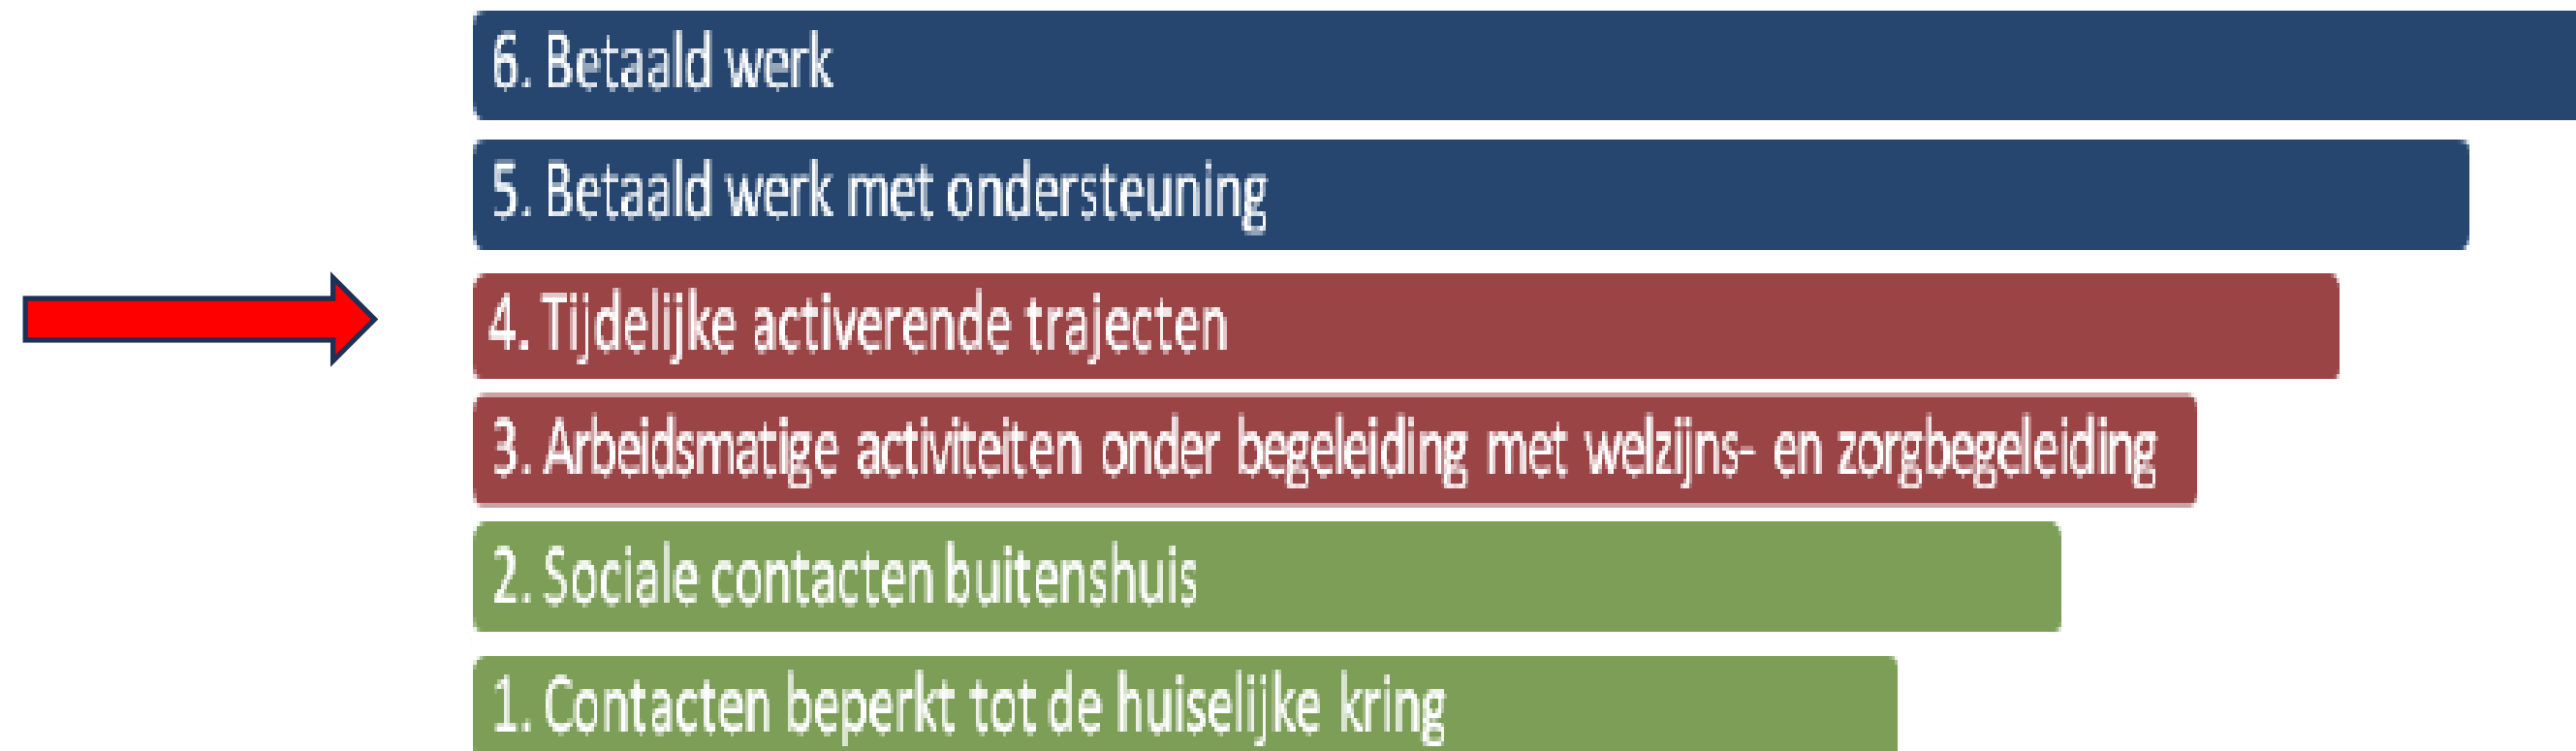 6. Betaald werk
5. Betaald werk met ondersteuning
4. Tijdelijke activerende trajecten
3. Arbeidsmatige activiteiten onder begeleiding met welzijns- en zorgbegeleiding
2. Sociale contacten buitenshuis
1. Contacten beperkt tot de huiselijke kring